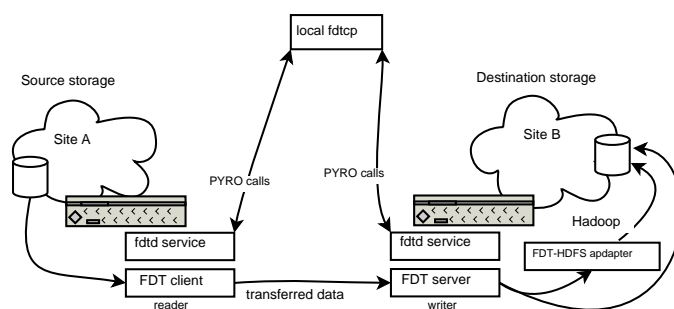 local fdtcp
Source storage
Destination storage
Site A
Site B
PYRO calls
PYRO calls
Hadoop
fdtd service
fdtd service
FDT-HDFS apdapter
FDT client
transferred data
FDT server
reader
writer